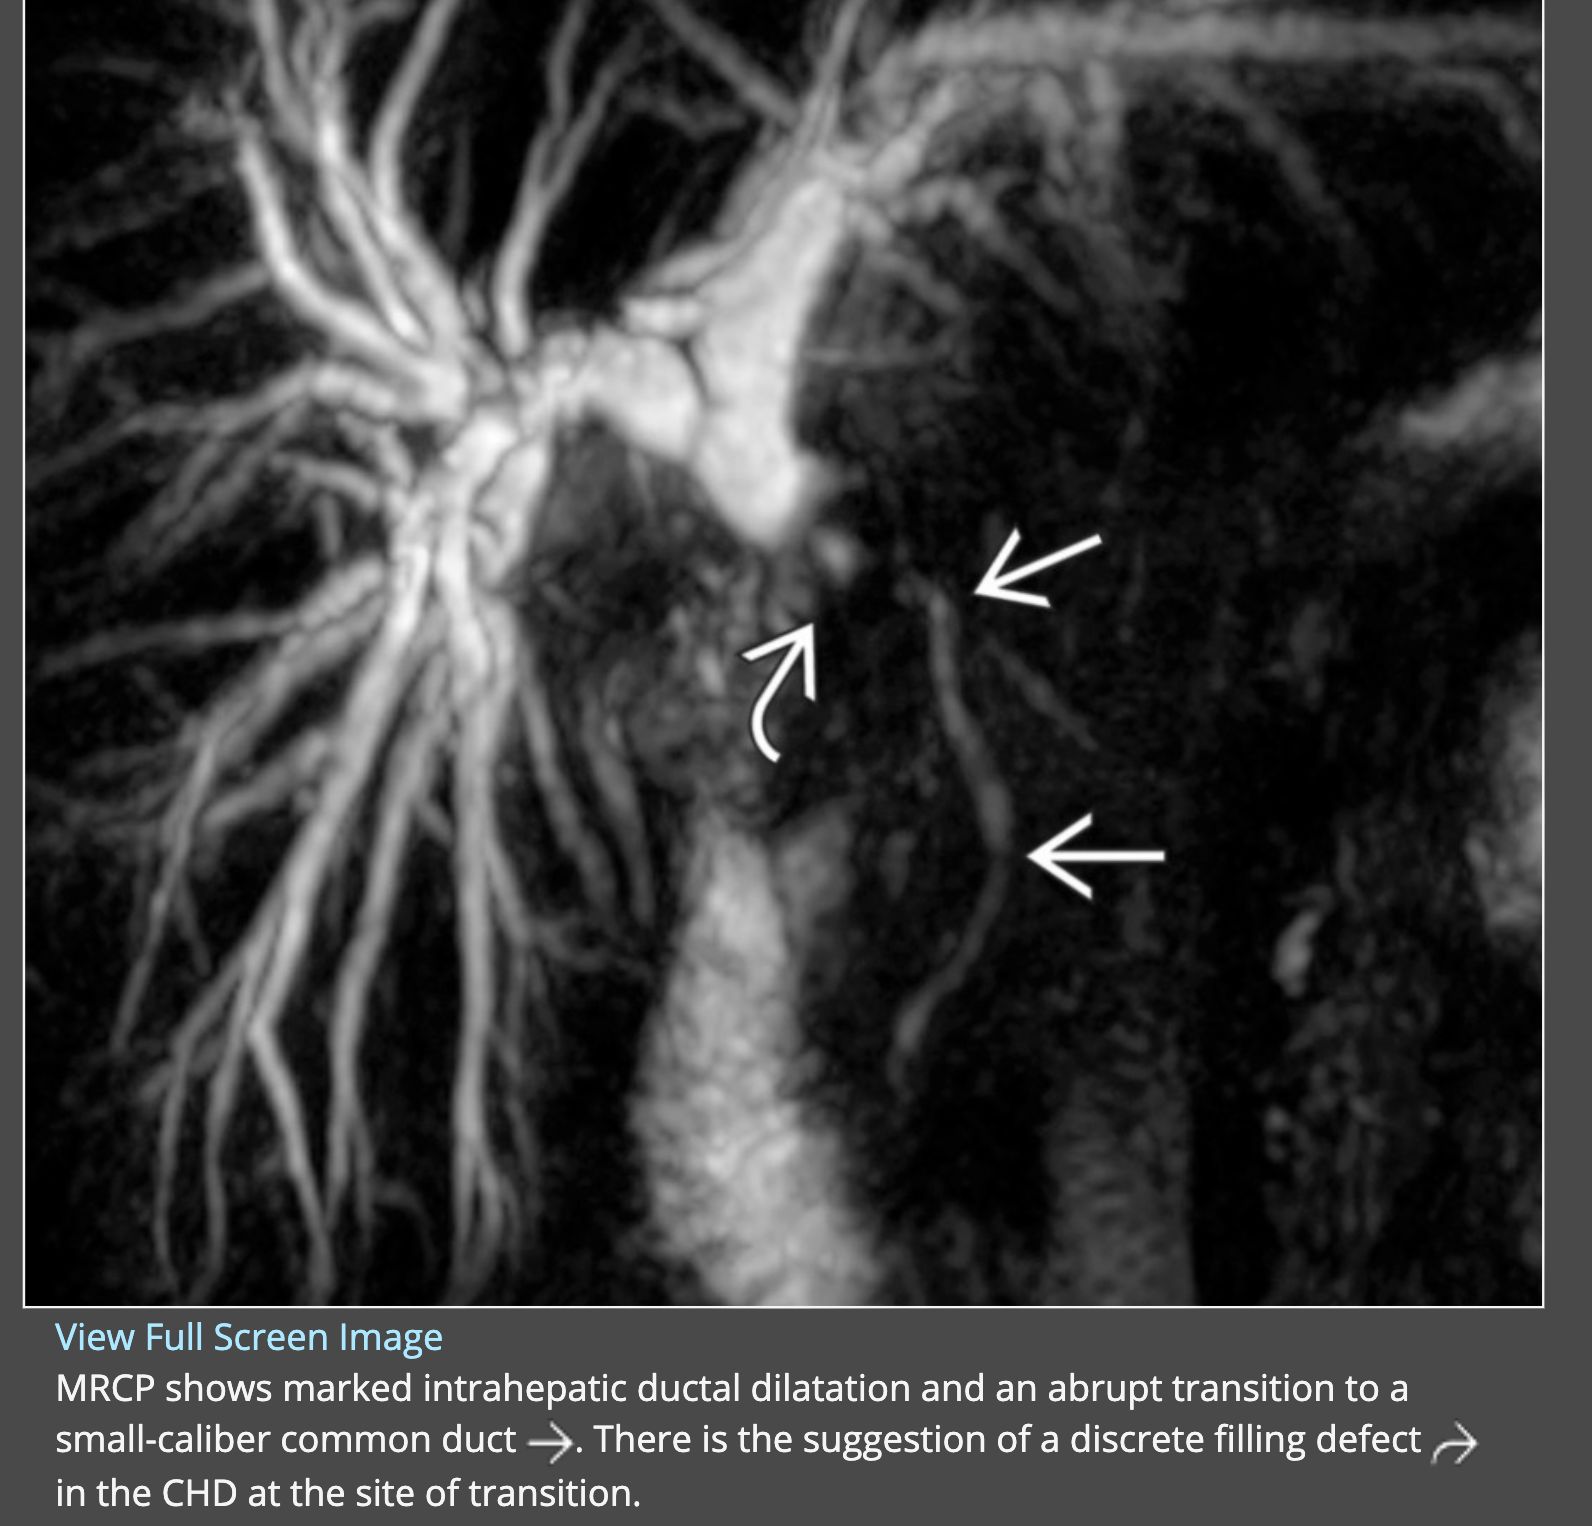 View Full Screen Image
MRCP shows marked intrahepatic ductal dilatation and an abrupt transition to a
small-caliber common duct →. There is the suggestion of a discrete filling defect ↷
in the CHD at the site of transition.